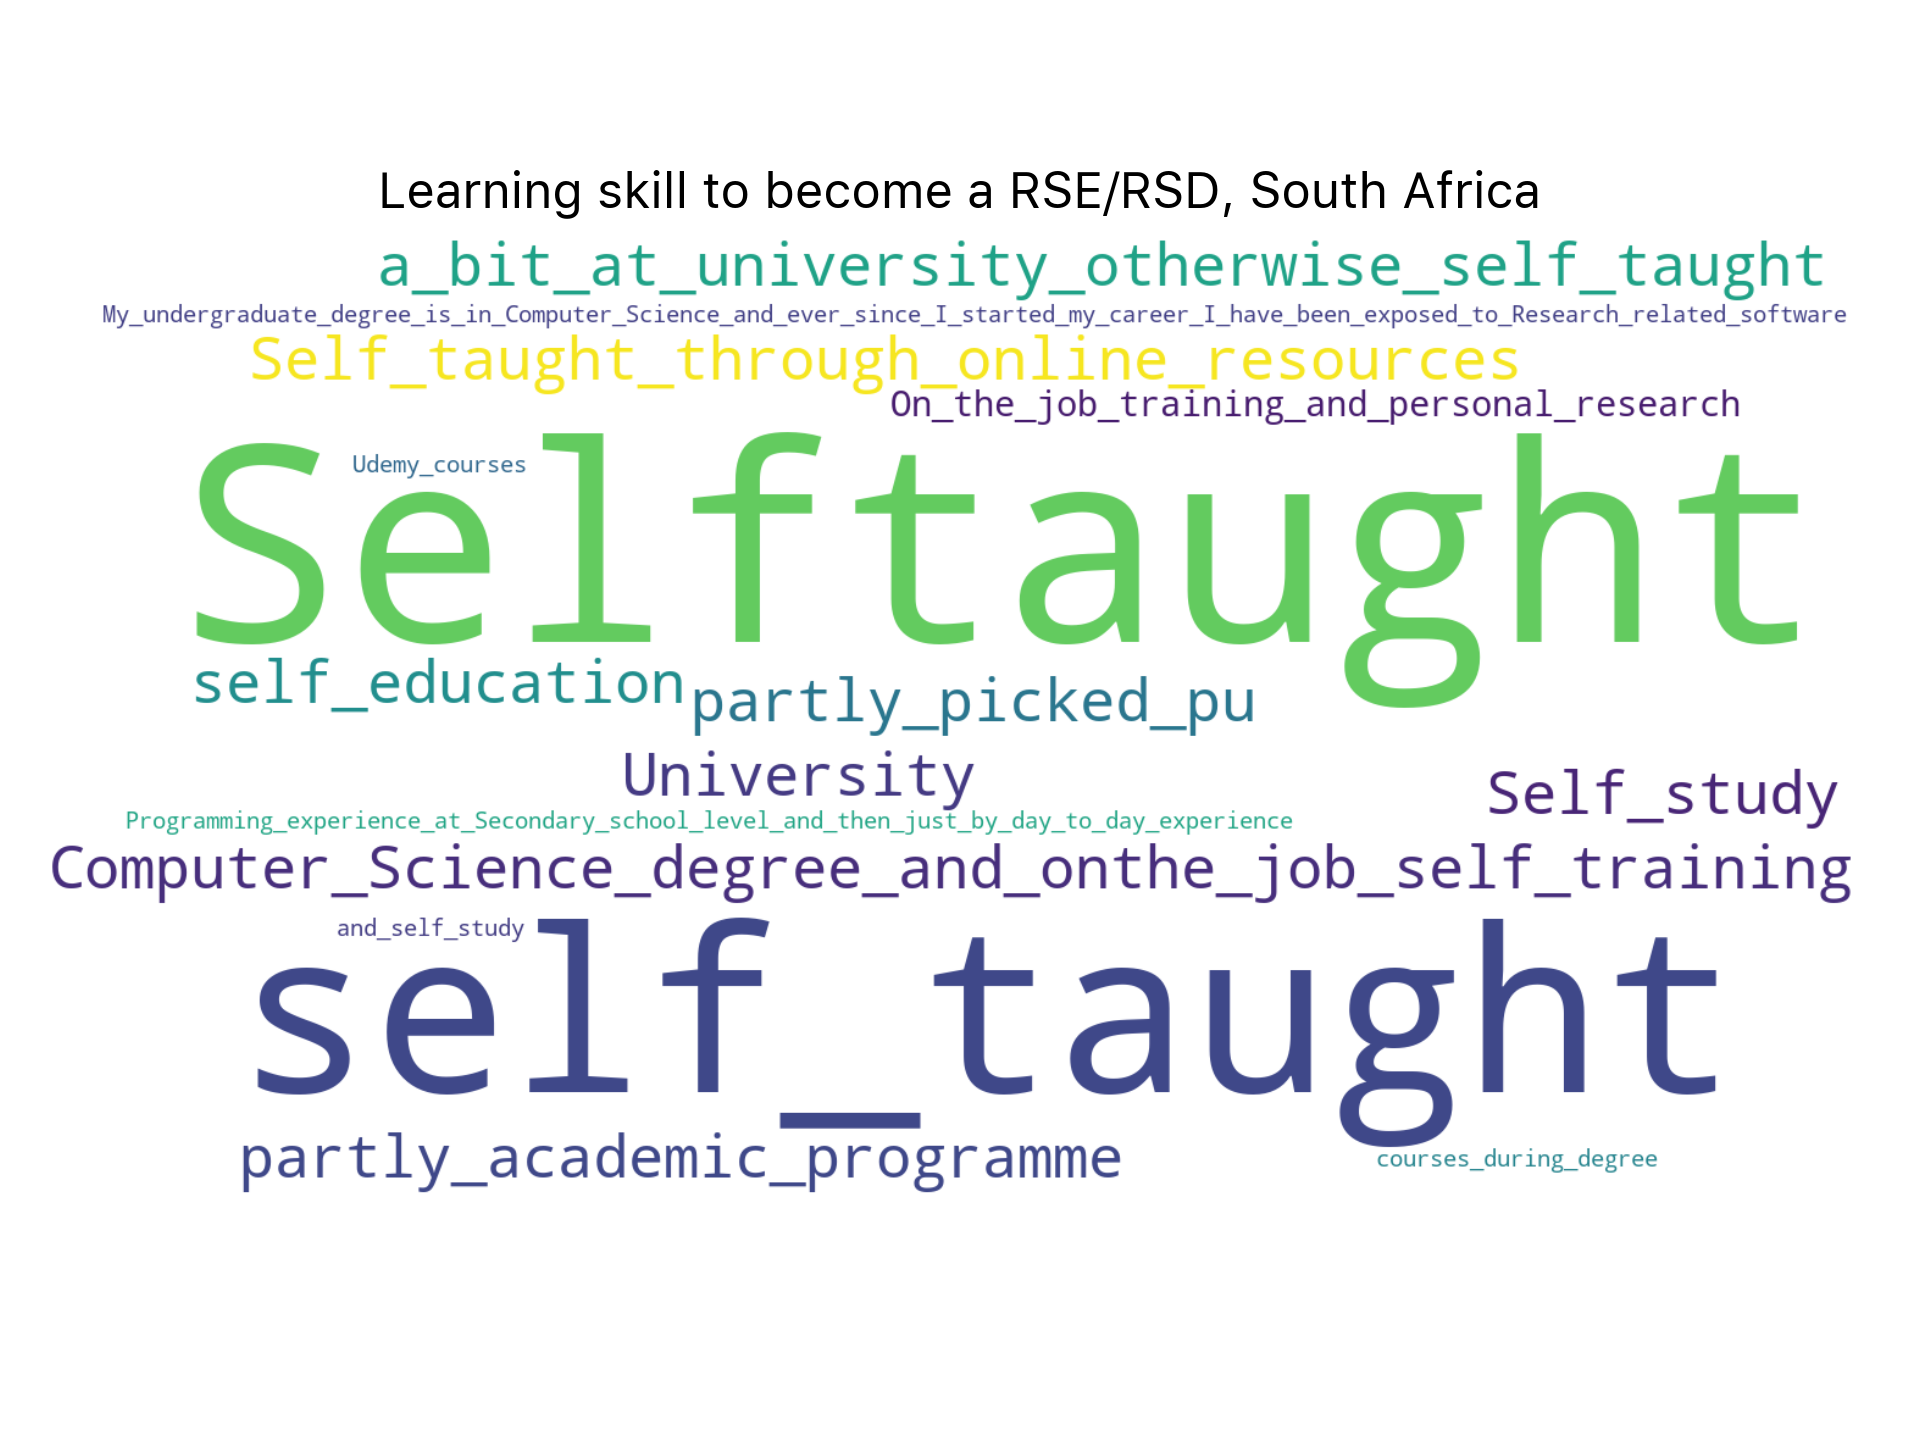 Learning skill to become a RSE/RSD, South Africa
a_bit_at_university_otherwise_self_taught
My_undergraduate_degree_is_in_Computer_Science_and_ever_since_I_started_my_career_I_have_been_exposed_to_Research_related_software
Self_taught_through_online_resources
On_the_job_training_and_personal_research
Udemy_courses
Selftaught
self_education
partly_picked_pu
University
Self_study
Programming_experience_at_Secondary_school_level_and_then_just_by_day_to_day_experience
Computer_Science_degree_and_onthe_job_self_training
and_self_study
self_taught
partly_academic_programme
courses_during_degree